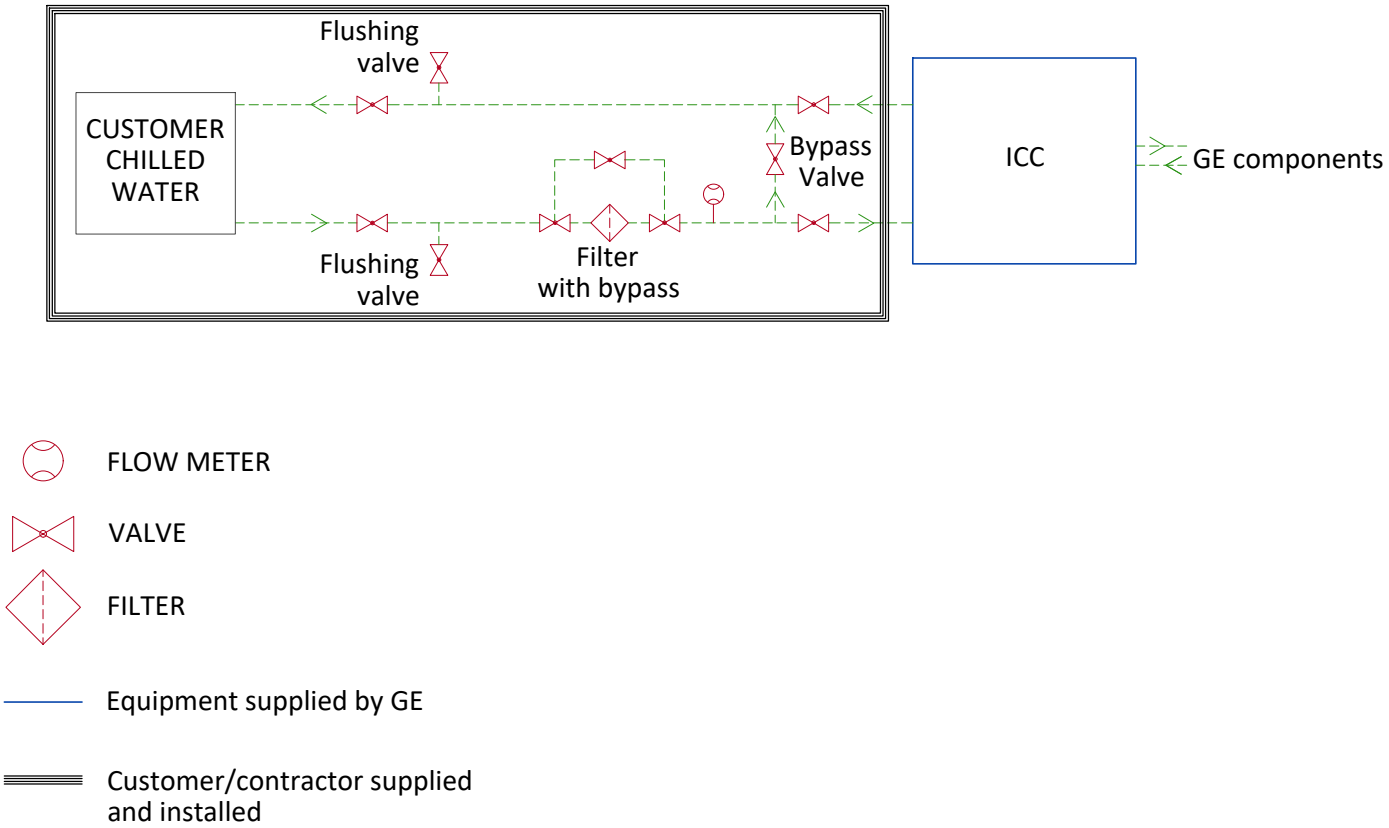 Flushing
valve
CUSTOMER
CHILLED
WATER
Bypass
Valve
ICC
GE components
Flushing
valve
Filter
with bypass
FLOW METER
VALVE
FILTER
Equipment supplied by GE
Customer/contractor supplied
and installed